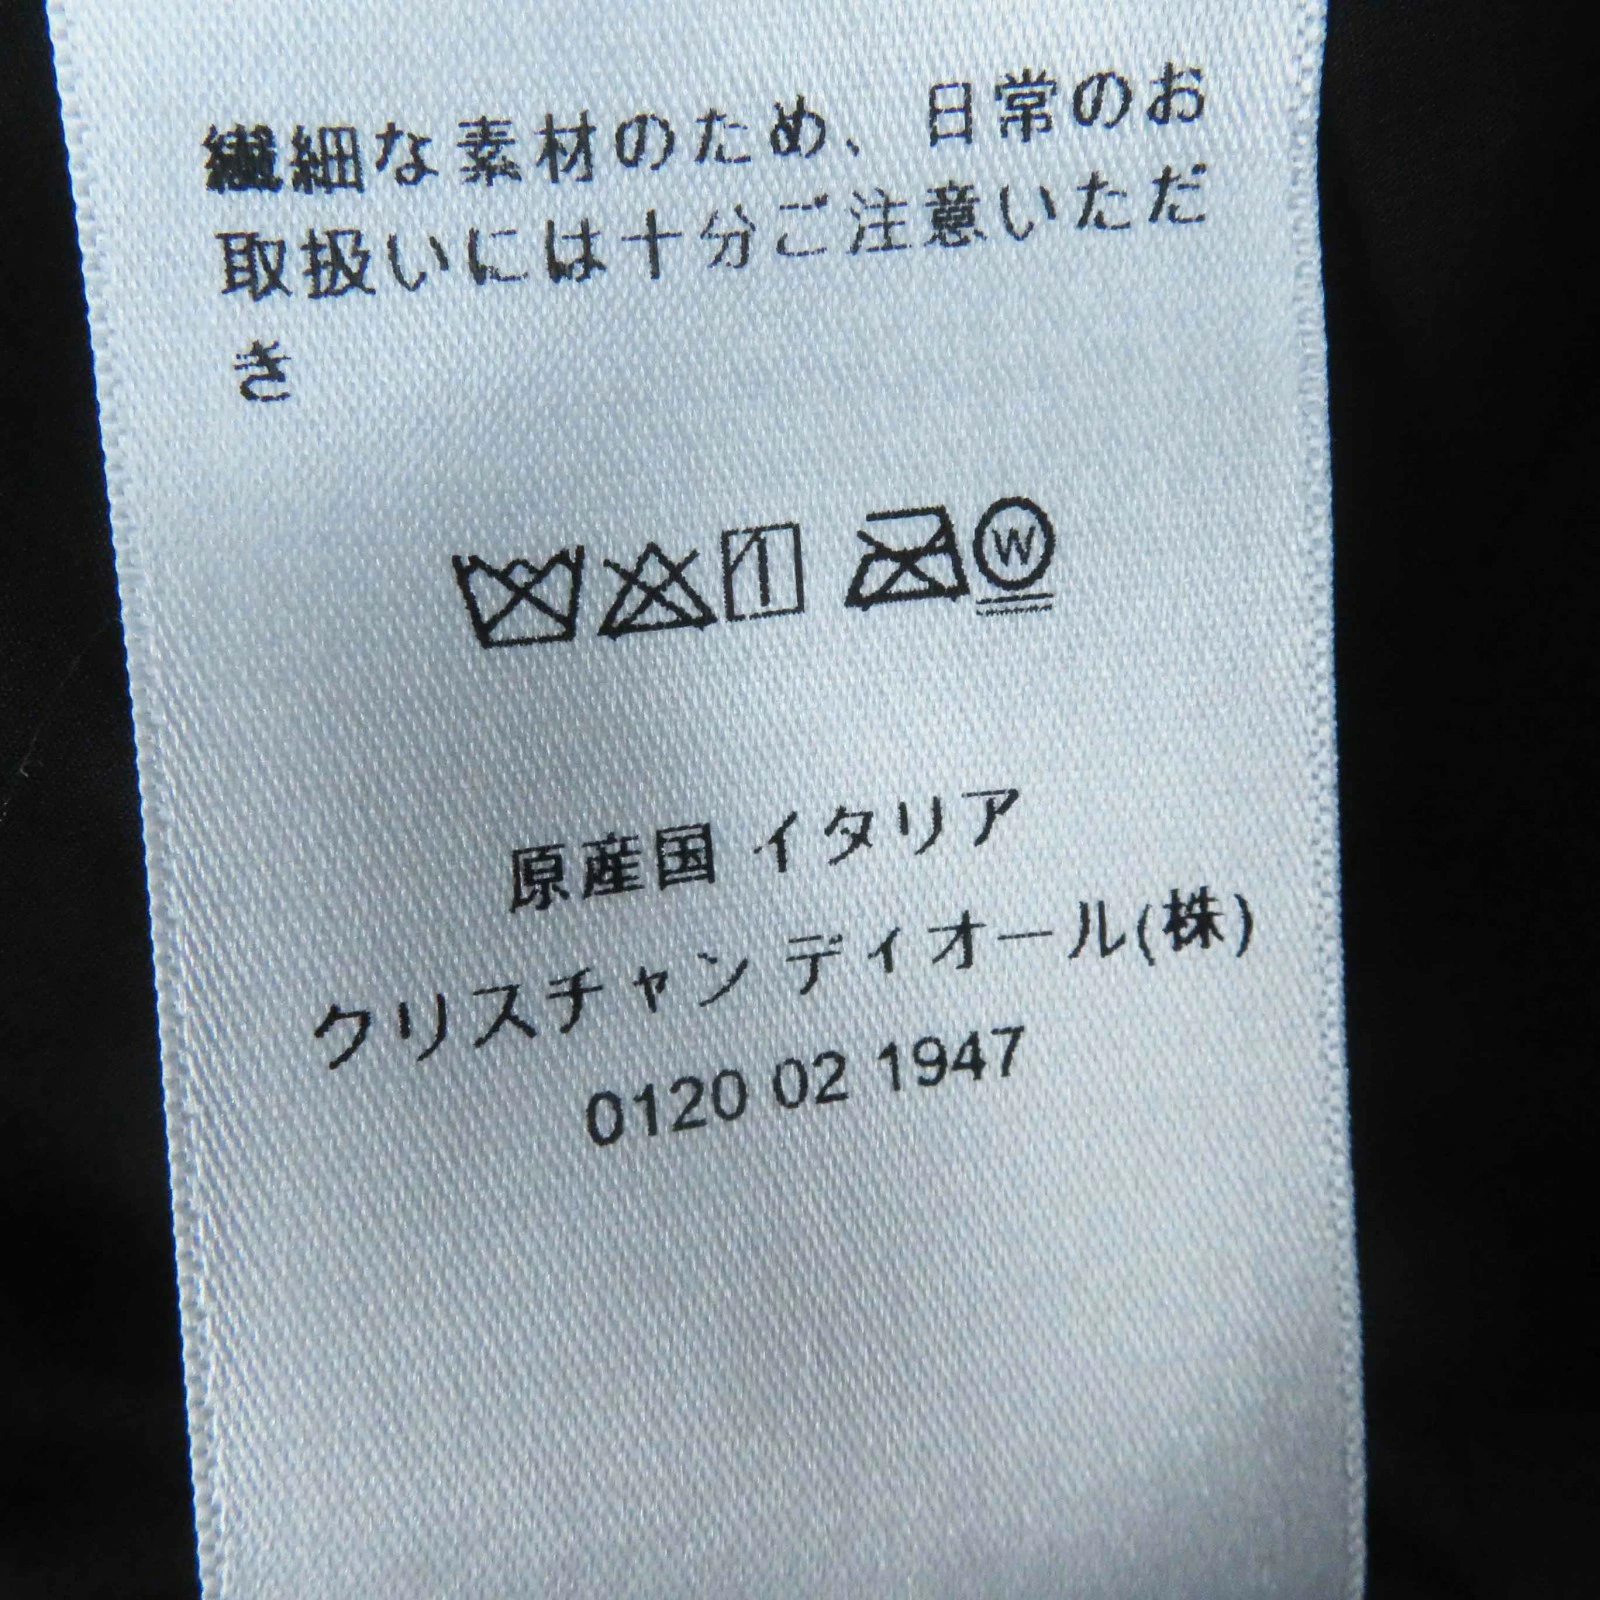 繊細な素材のため、日常のお
取扱いには十分ご注意いただ
き
W
原産国 イタリア
クリスチャン ディオール(株)
0120 02 1947